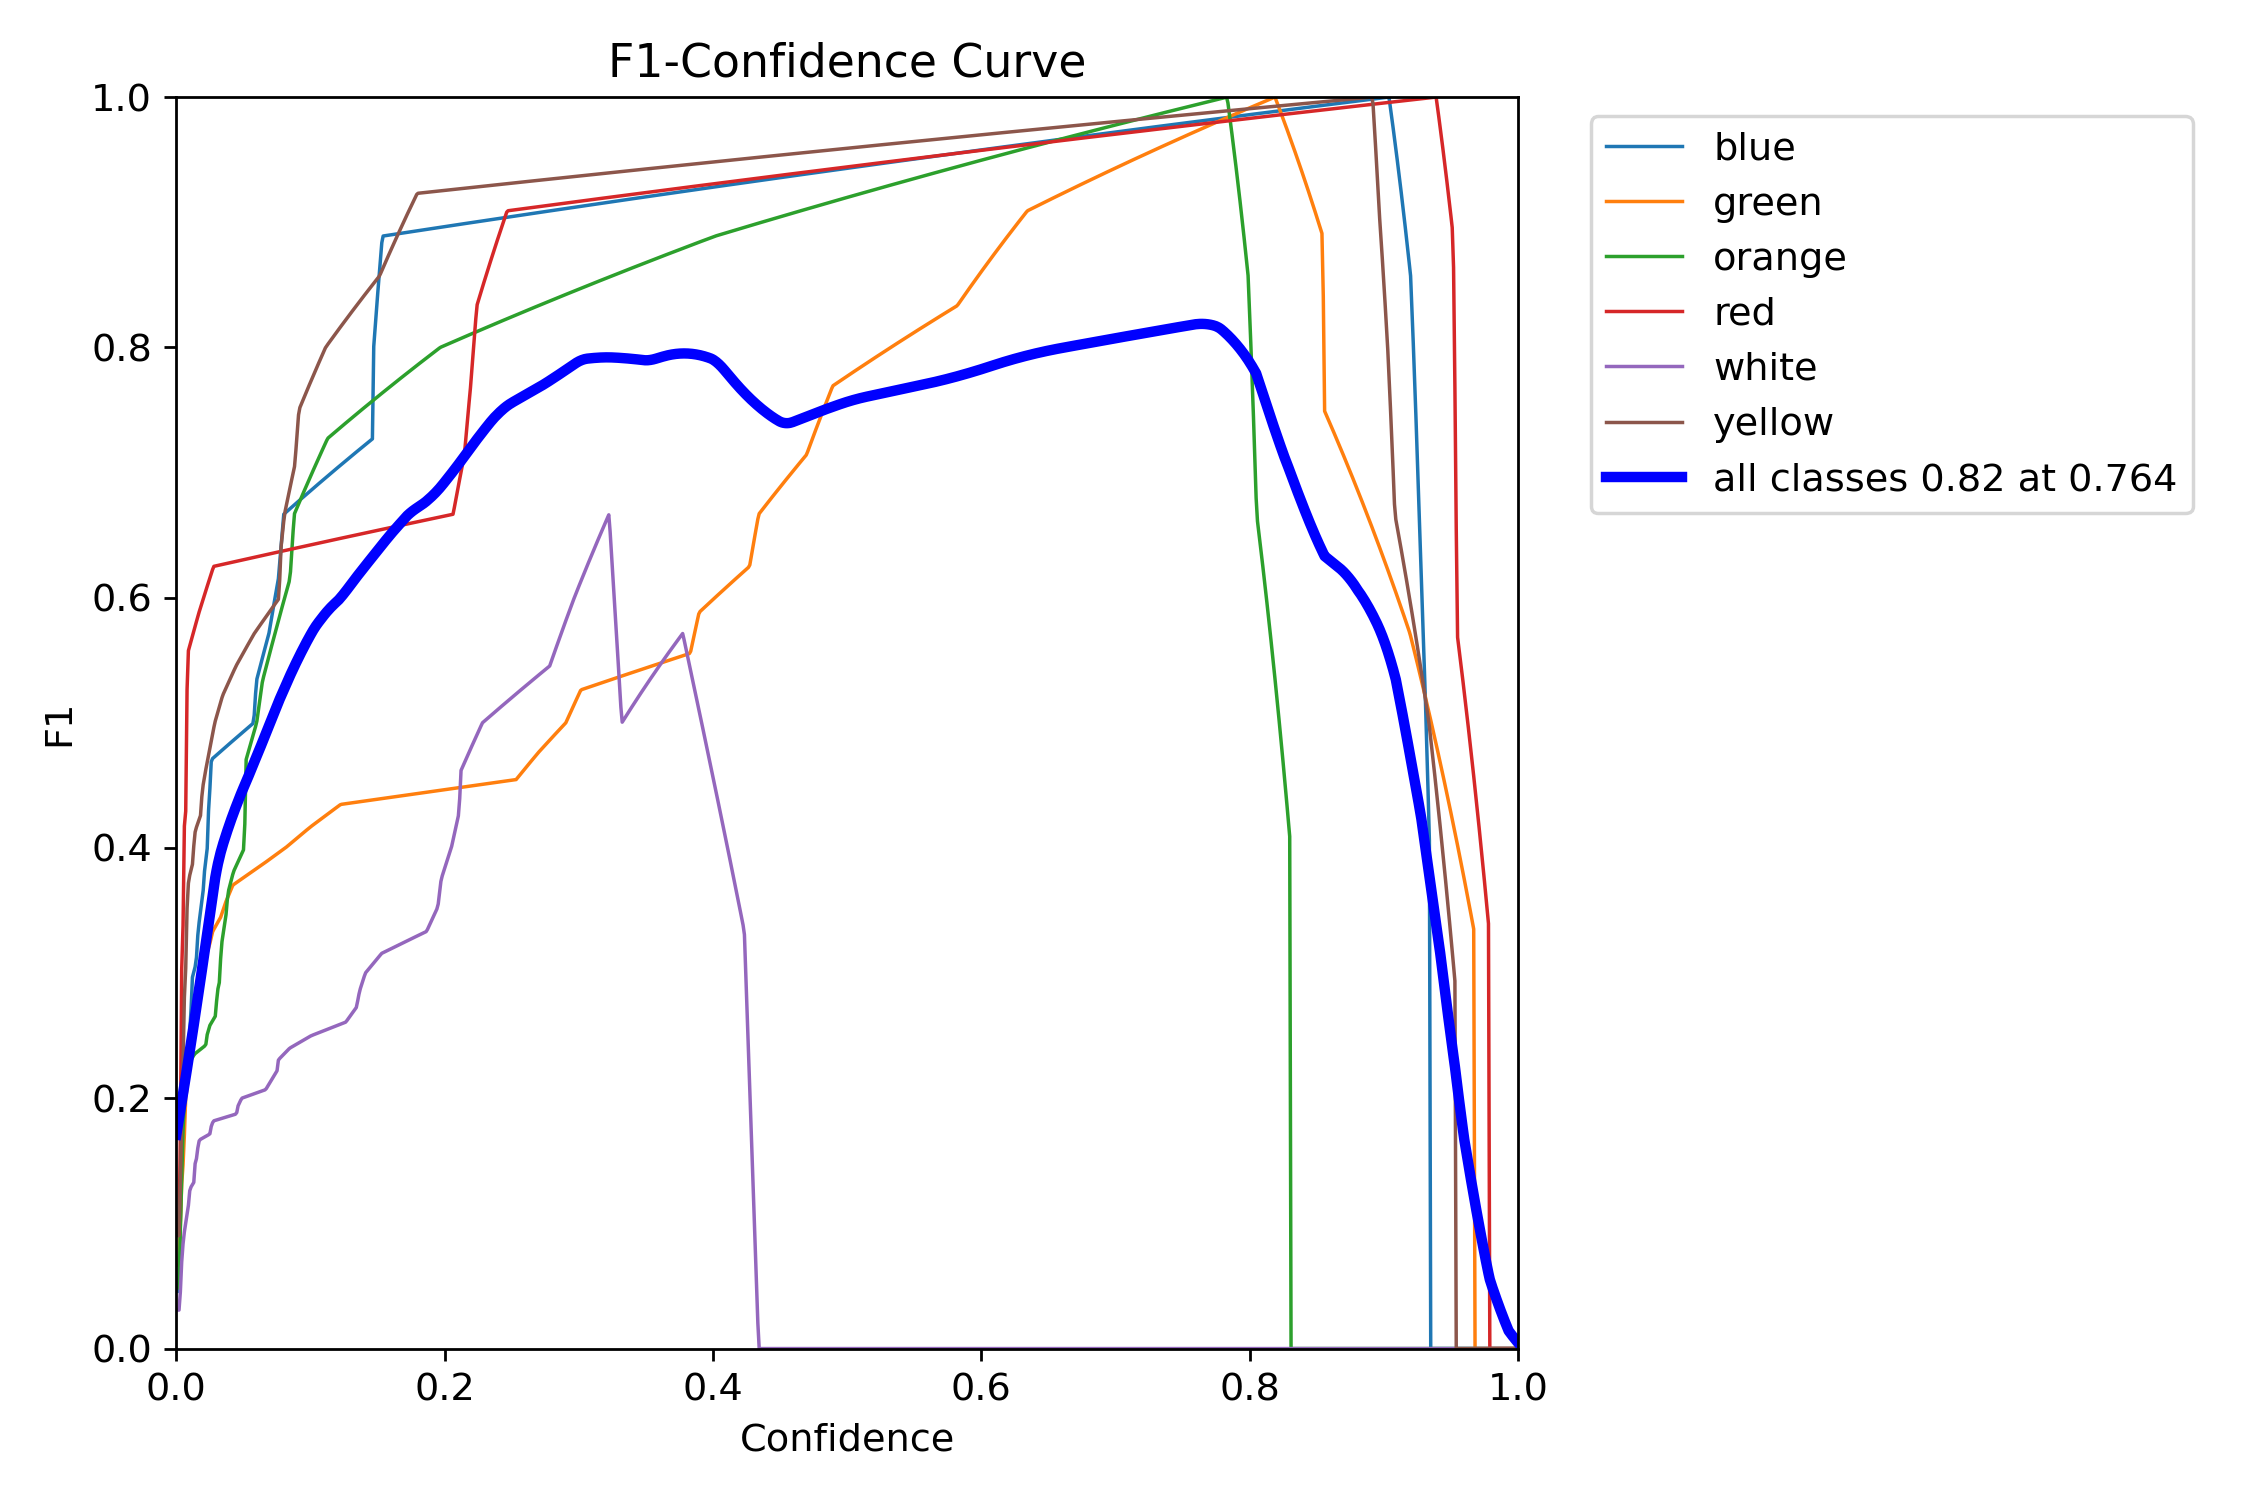 F1-Confidence Curve
1.0
0.8
0.6
0.4
0.2
0.0
F1
0.0 0.2 0.4 0.6 0.8 1.0
Confidence
blue
green
orange
red
white
yellow
all classes 0.82 at 0.764